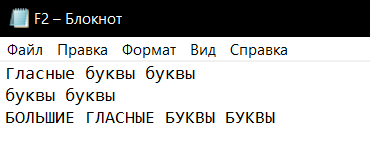 F2 – Блокнот
Файл Правка Формат Вид Справка
Гласные буквы буквы
буквы буквы
БОЛЬШИЕ ГЛАСНЫЕ БУКВЫ БУКВЫ